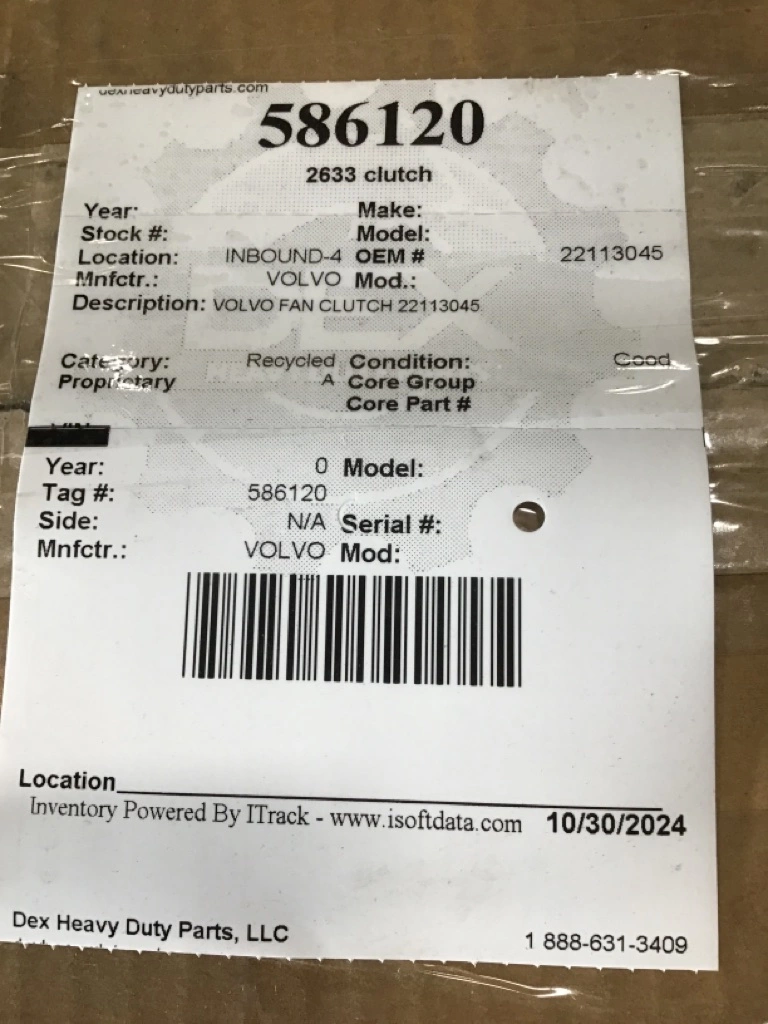 dexheavydutyparts.com
586120
2633 clutch
Year: Make:
Stock #: Model:
Location: INBOUND-4 OEM # 22113045
Mnfctr.: VOLVO Mod.:
Description: VOLVO FAN CLUTCH 22113045
Category: Recycled Condition: Good
Proprietary A Core Group
Core Part #
Year: 0 Model:
Tag #: 586120
Side: N/A Serial #:
Mnfctr.: VOLVO Mod:
Location
Inventory Powered By ITrack - www.isoftdata.com 10/30/2024
Dex Heavy Duty Parts, LLC 1 888-631-3409